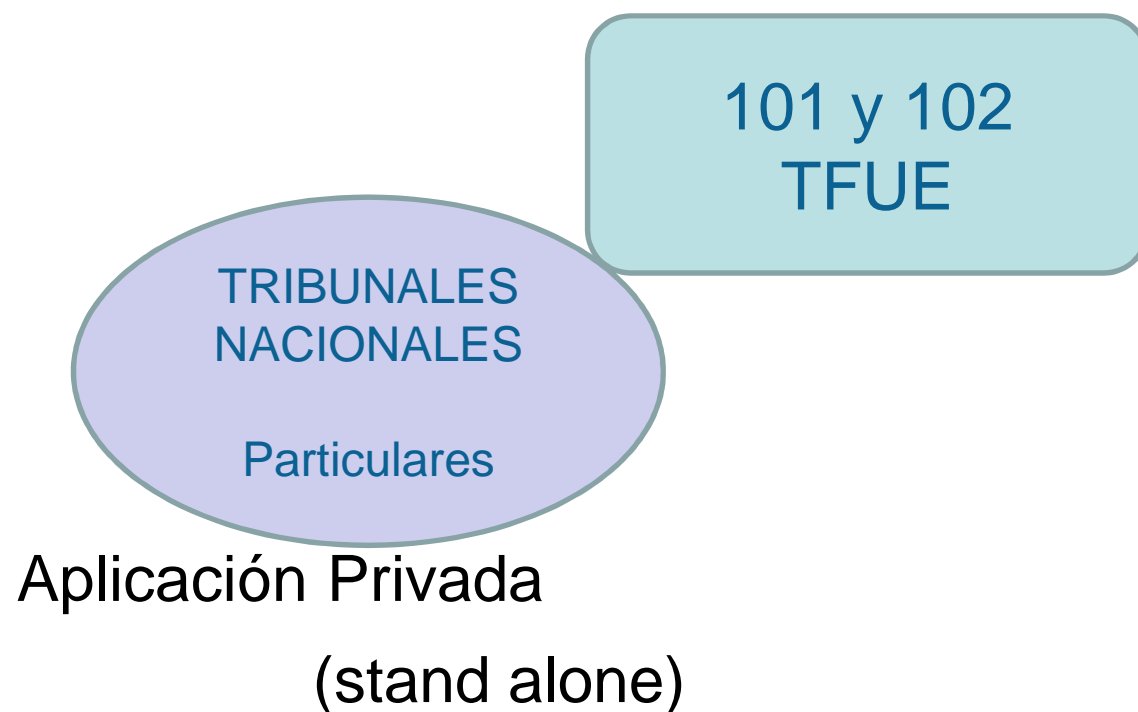 101 y 102
TFUE
TRIBUNALES
NACIONALES
Particulares
Aplicación Privada
(stand alone)